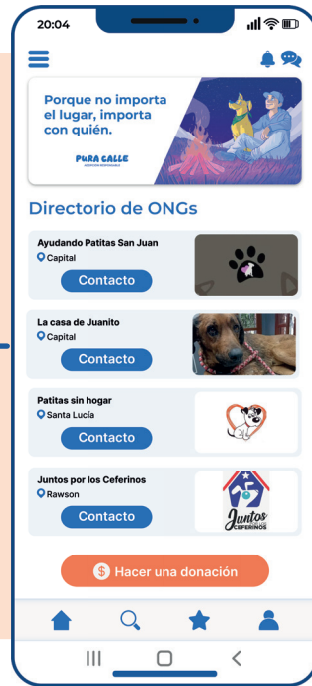 20:04
Porque no importa
el lugar, importa
con quién.
PURA CALLE
Directorio de ONGs
Ayudando Patitas San Juan
Capital
Contacto
La casa de Juanito
Capital
Contacto
Patitas sin hogar
Santa Lucía
Contacto
Juntos por los Ceferinos
Rawson
Contacto
Juntos
CEFERINOS
$ Hacer una donación